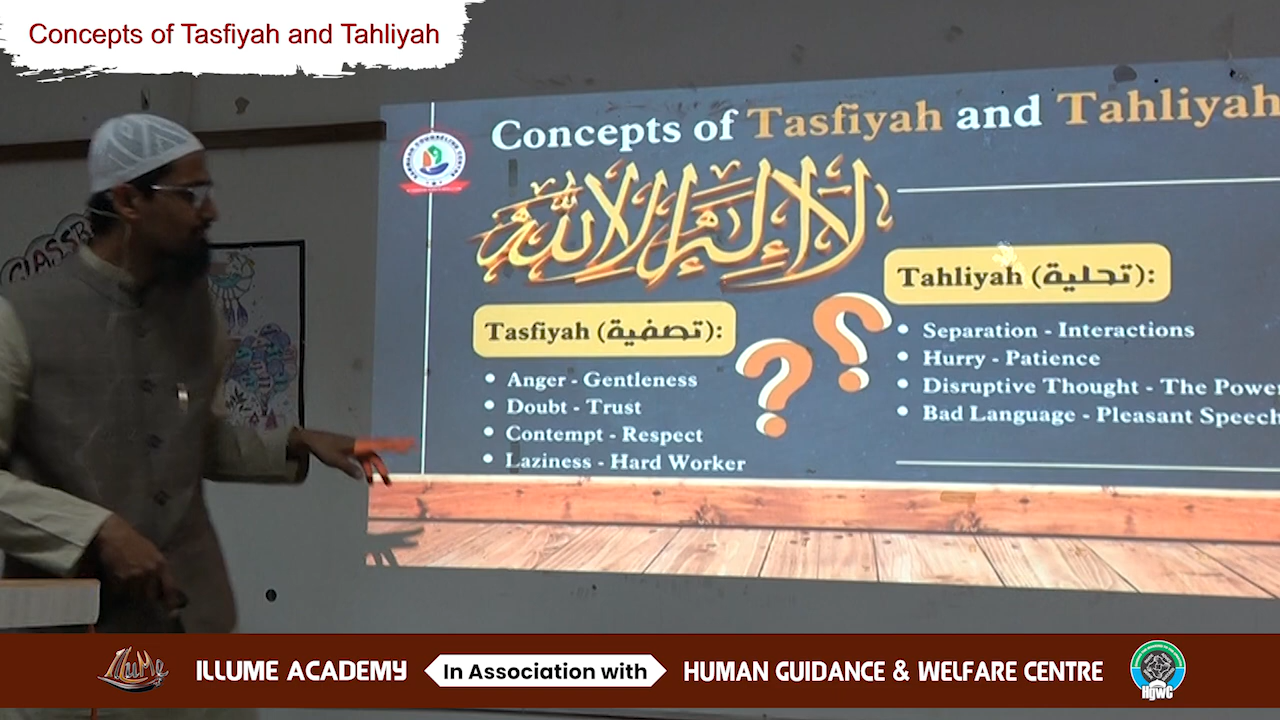 Concepts of Tasfiyah and Tahliyah
Concepts of Tasfiyah and Tahliyah
لا إله إلا الله
Tasfiyah (تصفية):
Anger - Gentleness
Doubt - Trust
Contempt - Respect
Laziness - Hard Worker
Tahliyah (تحلية):
Separation - Interactions
Hurry - Patience
Disruptive Thought - The Power
Bad Language - Pleasant Speech
ILLUME ACADEMY In Association with HUMAN GUIDANCE & WELFARE CENTRE
HGWC